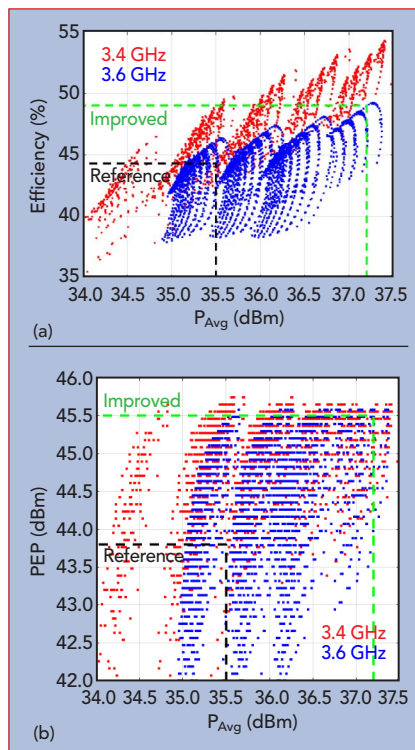 55
50
45
40
35
Efficiency (%)
3.4 GHz
3.6 GHz
Improved
Reference
34.0 34.5 35.0 35.5 36.0 36.5 37.0 37.5
PAvg (dBm)
(a)
46.0
45.5
45.0
44.5
44.0
43.5
43.0
42.5
42.0
PEP (dBm)
Improved
Reference
3.4 GHz
3.6 GHz
34.0 34.5 35.0 35.5 36.0 36.5 37.0 37.5
PAvg (dBm)
(b)